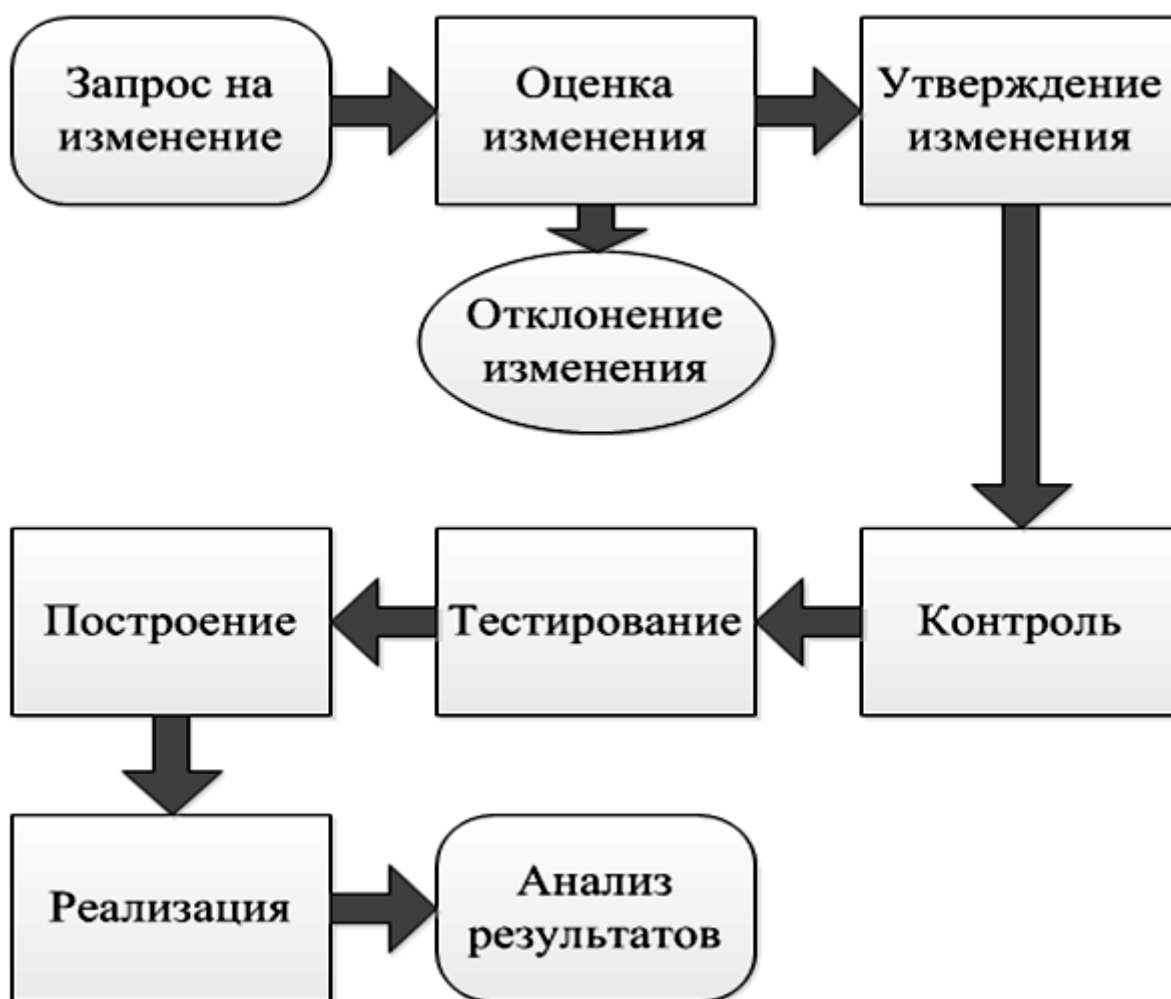 Запрос на
изменение
Оценка
изменения
Утверждение
изменения
Отклонение
изменения
Контроль
Тестирование
Построение
Реализация
Анализ
результатов